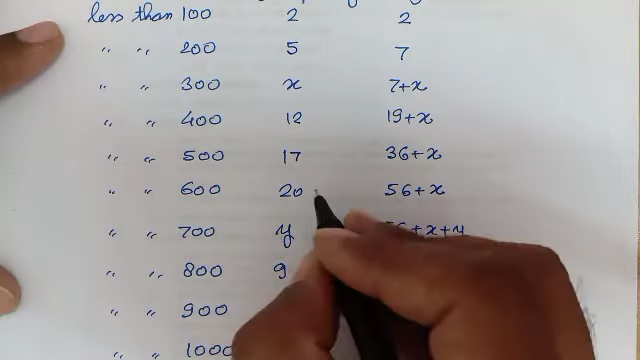 less than 100 2 2
" " 200 5 7
" " 300 x 7+x
" " 400 12 19+x
" " 500 17 36+x
" " 600 20 56+x
" " 700 y 56+x+y
" " 800 9
" " 900
" " 1000